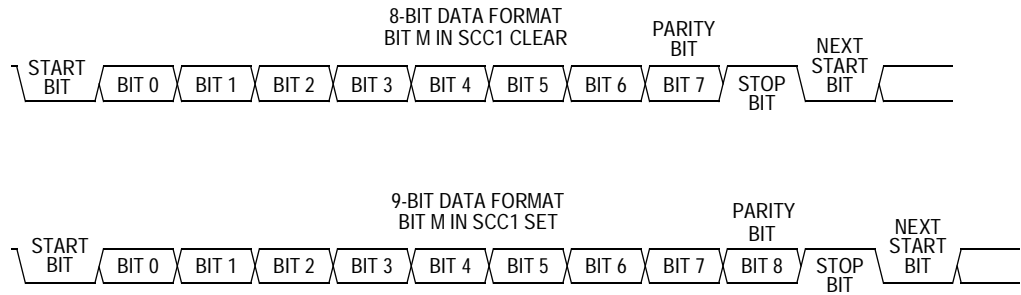 8-BIT DATA FORMAT
BIT M IN SCC1 CLEAR
PARITY
BIT
START
BIT
BIT 0
BIT 1
BIT 2
BIT 3
BIT 4
BIT 5
BIT 6
BIT 7
STOP
BIT
NEXT
START
BIT
9-BIT DATA FORMAT
BIT M IN SCC1 SET
PARITY
BIT
START
BIT
BIT 0
BIT 1
BIT 2
BIT 3
BIT 4
BIT 5
BIT 6
BIT 7
BIT 8
STOP
BIT
NEXT
START
BIT